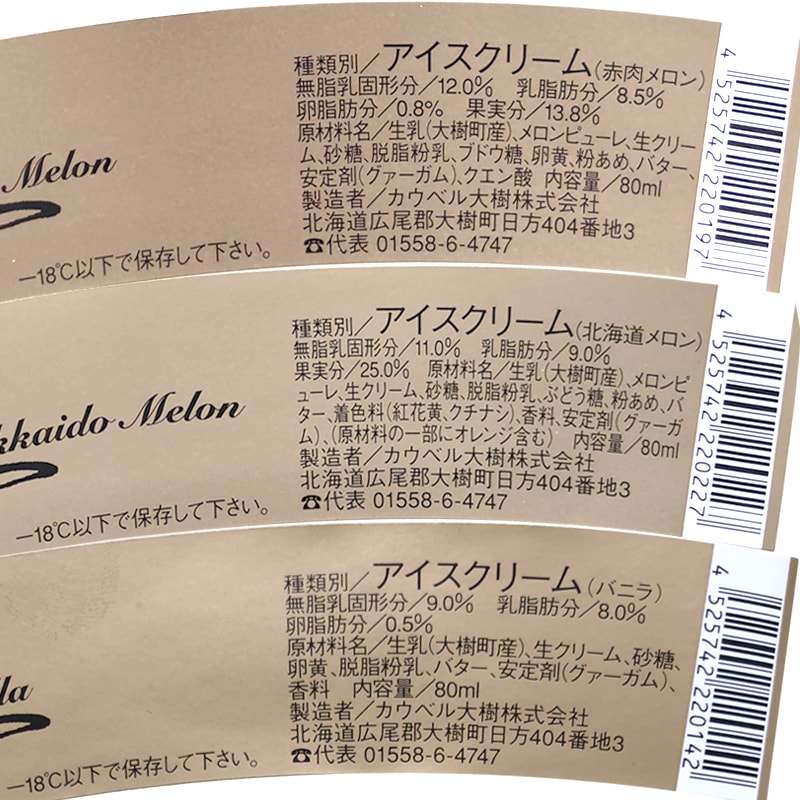 Melon
−18℃以下で保存して下さい。
種類別／アイスクリーム(赤肉メロン)
無脂乳固形分／12.0%　乳脂肪分／8.5%
卵脂肪分／0.8%　果実分／13.8%
原材料名／生乳(大樹町産)、メロンピューレ、生クリー
ム、砂糖、脱脂粉乳、ブドウ糖、卵黄、粉あめ、バター、
安定剤(グァーガム)、クエン酸　内容量／80ml
製造者／カウベル大樹株式会社
北海道広尾郡大樹町日方404番地3
☎代表 01558-6-4747
4 525742 220197
kkaido Melon
−18℃以下で保存して下さい。
種類別／アイスクリーム(北海道メロン)
無脂乳固形分／11.0%　乳脂肪分／9.0%
果実分／25.0%　原材料名／生乳(大樹町産)、メロンピ
ューレ、生クリーム、砂糖、脱脂粉乳、ぶどう糖、粉あめ、バ
ター、着色料(紅花黄、クチナシ)、香料、安定剤(グァーガ
ム)、(原材料の一部にオレンジ含む)　内容量／80ml
製造者／カウベル大樹株式会社
北海道広尾郡大樹町日方404番地3
☎代表 01558-6-4747
4 525742 220227
lla
−18℃以下で保存して下さい。
種類別／アイスクリーム(バニラ)
無脂乳固形分／9.0%　乳脂肪分／8.0%
卵脂肪分／0.5%
原材料名／生乳(大樹町産)、生クリーム、砂糖、
卵黄、脱脂粉乳、バター、安定剤(グァーガム)、
香料　内容量／80ml
製造者／カウベル大樹株式会社
北海道広尾郡大樹町日方404番地3
☎代表 01558-6-4747
4 525742 220142